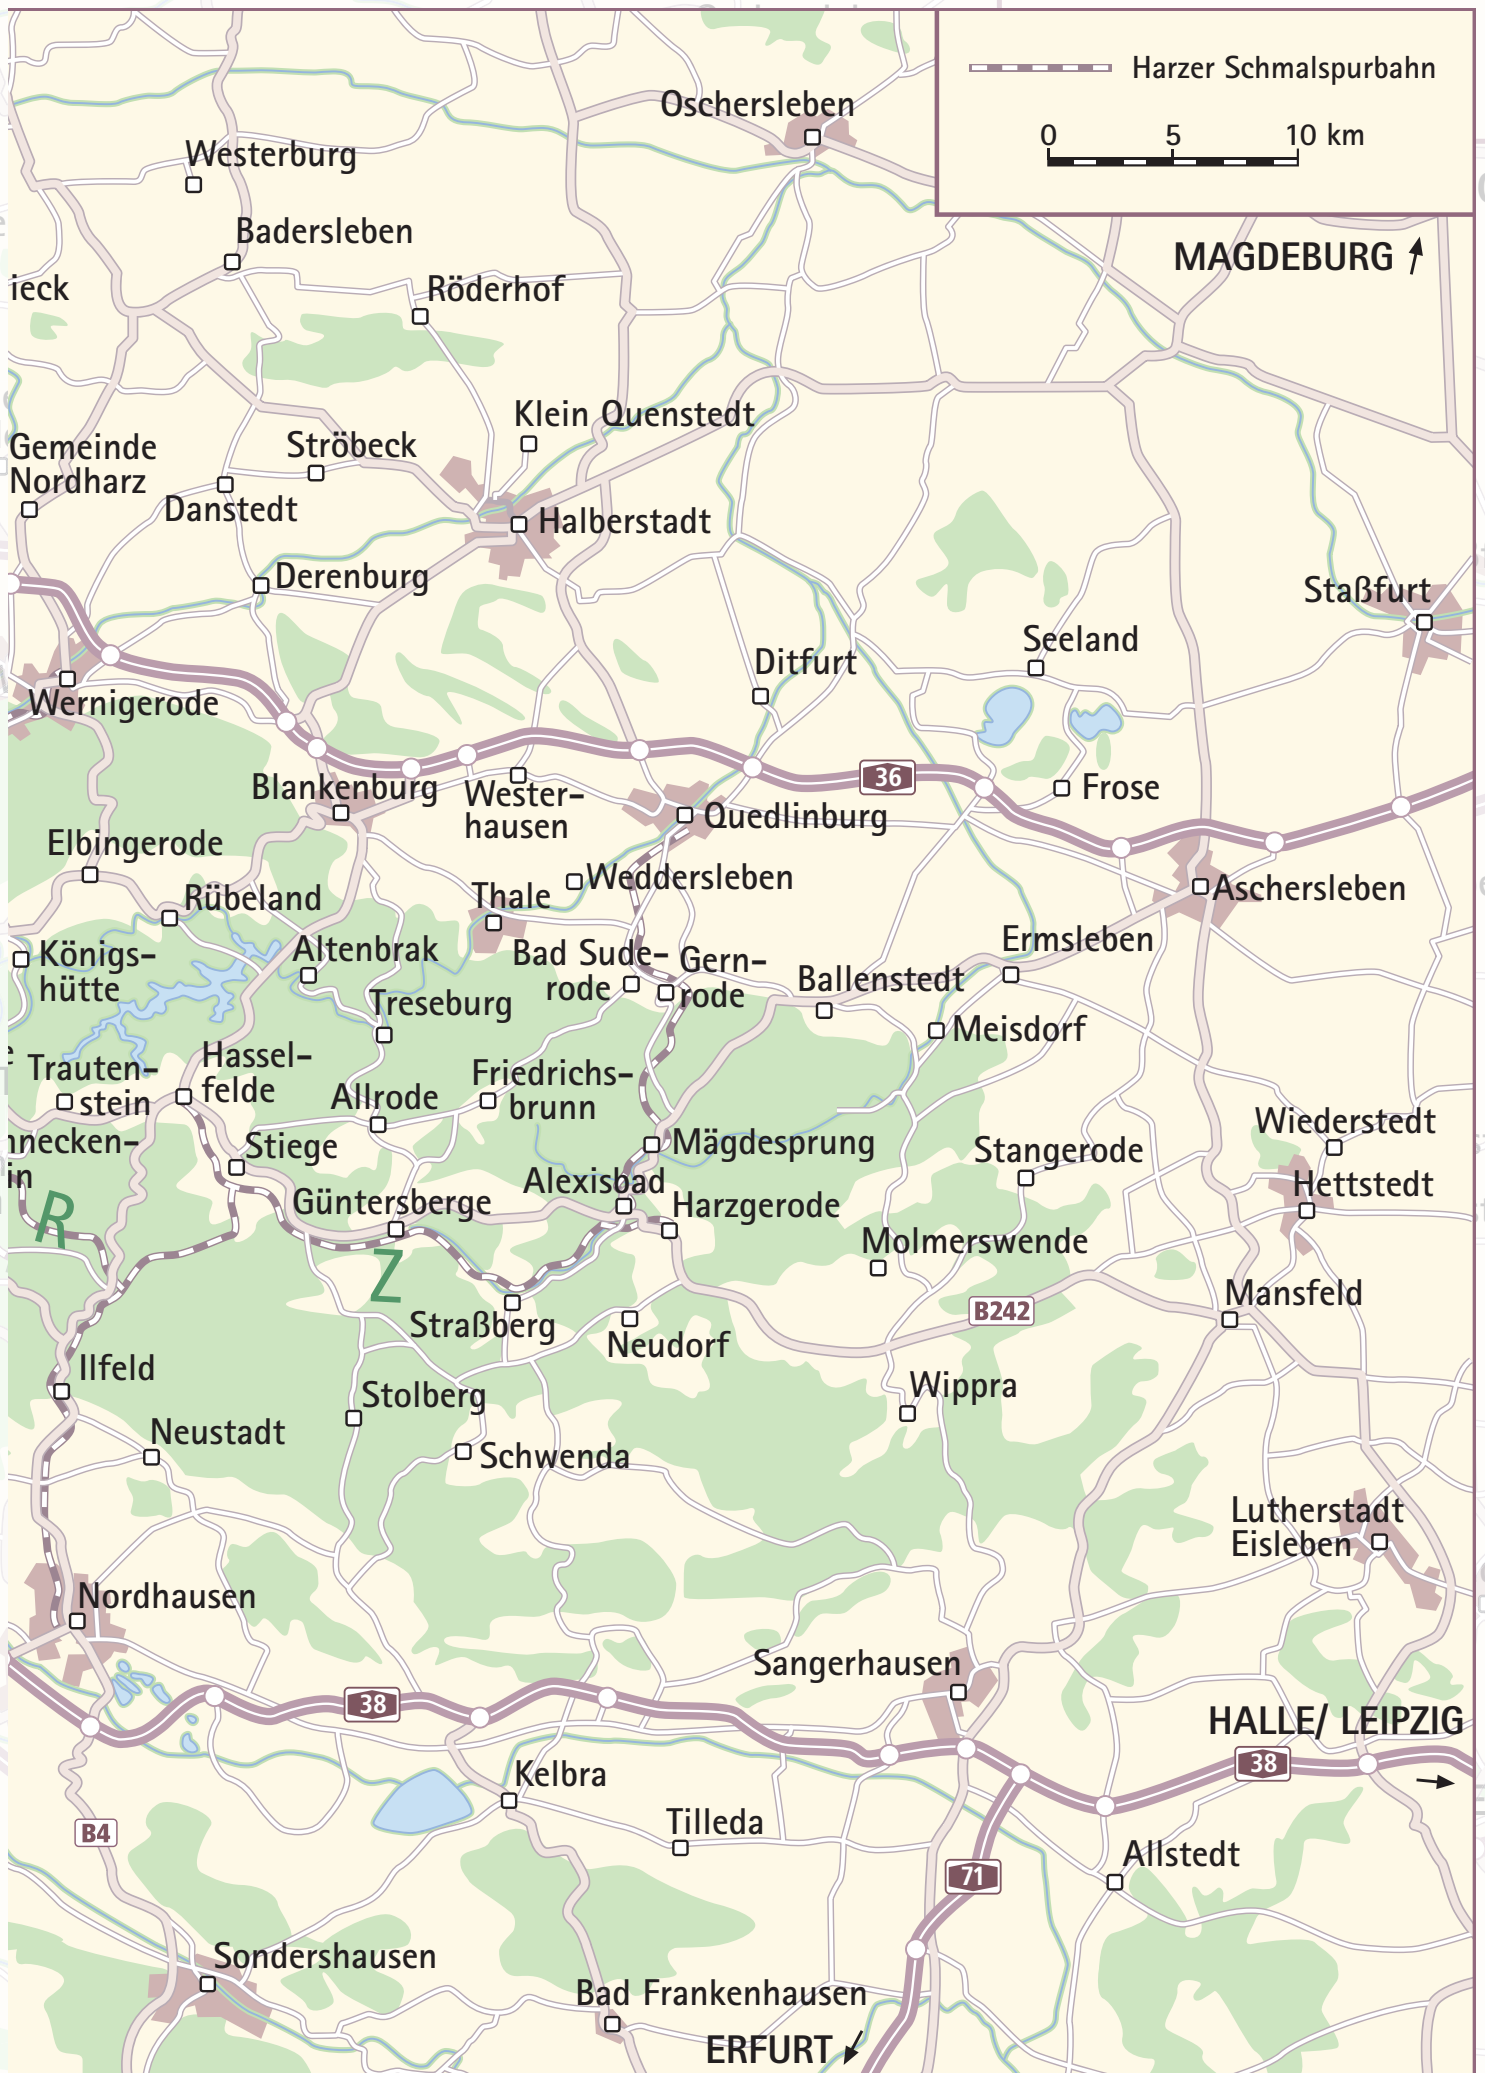 Harzer Schmalspurbahn
0 5 10 km
Oschersleben
Westerburg
Badersleben
MAGDEBURG
ieck
Röderhof
Klein Quenstedt
Gemeinde
Nordharz
Ströbeck
Danstedt
Halberstadt
Derenburg
Staßfurt
Seeland
Ditfurt
Wernigerode
36
Blankenburg
Wester-
hausen
Frose
Quedlinburg
Elbingerode
Weddersleben
Thale
Aschersleben
Rübeland
Ermsleben
Königs-
hütte
Altenbrak
Bad Sude-
rode
Gern-
rode
Ballenstedt
Treseburg
Meisdorf
Trauten-
stein
Hassel-
felde
Friedrichs-
brunn
Allrode
Wiederstedt
nnecken-
in
Stiege
Mägdesprung
Stangerode
Alexisbad
Hettstedt
Güntersberge
Harzgerode
R
Z
Molmerswende
Straßberg
B242
Mansfeld
Neudorf
Ilfeld
Stolberg
Wippra
Neustadt
Schwenda
Lutherstadt
Eisleben
Nordhausen
Sangerhausen
38
HALLE/ LEIPZIG
38
Kelbra
Tilleda
B4
Allstedt
71
Sondershausen
Bad Frankenhausen
ERFURT